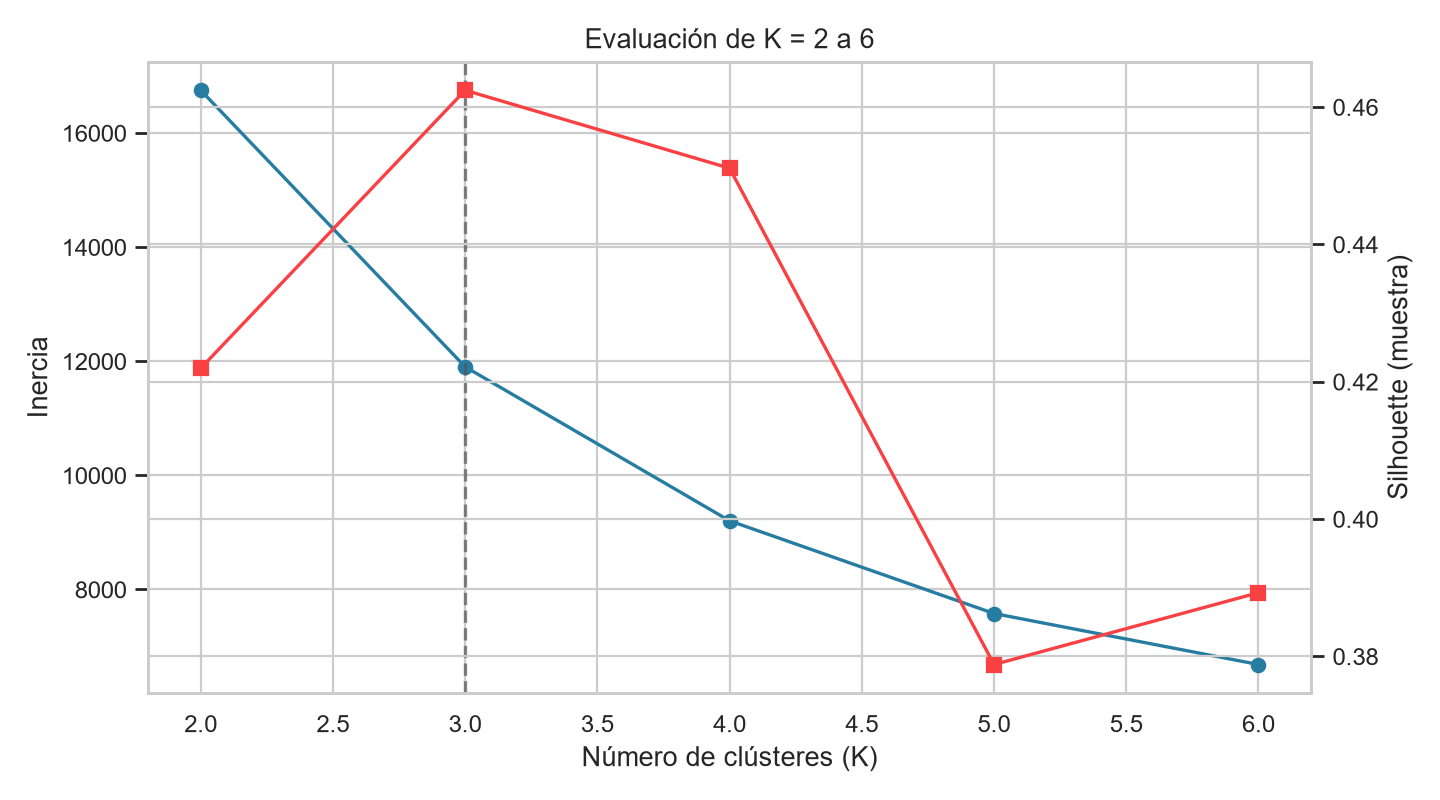 Evaluación de K = 2 a 6
Inercia
16000
14000
12000
10000
8000
0.46
0.44
0.42
0.40
0.38
Silhouette (muestra)
2.0 2.5 3.0 3.5 4.0 4.5 5.0 5.5 6.0
Número de clústeres (K)